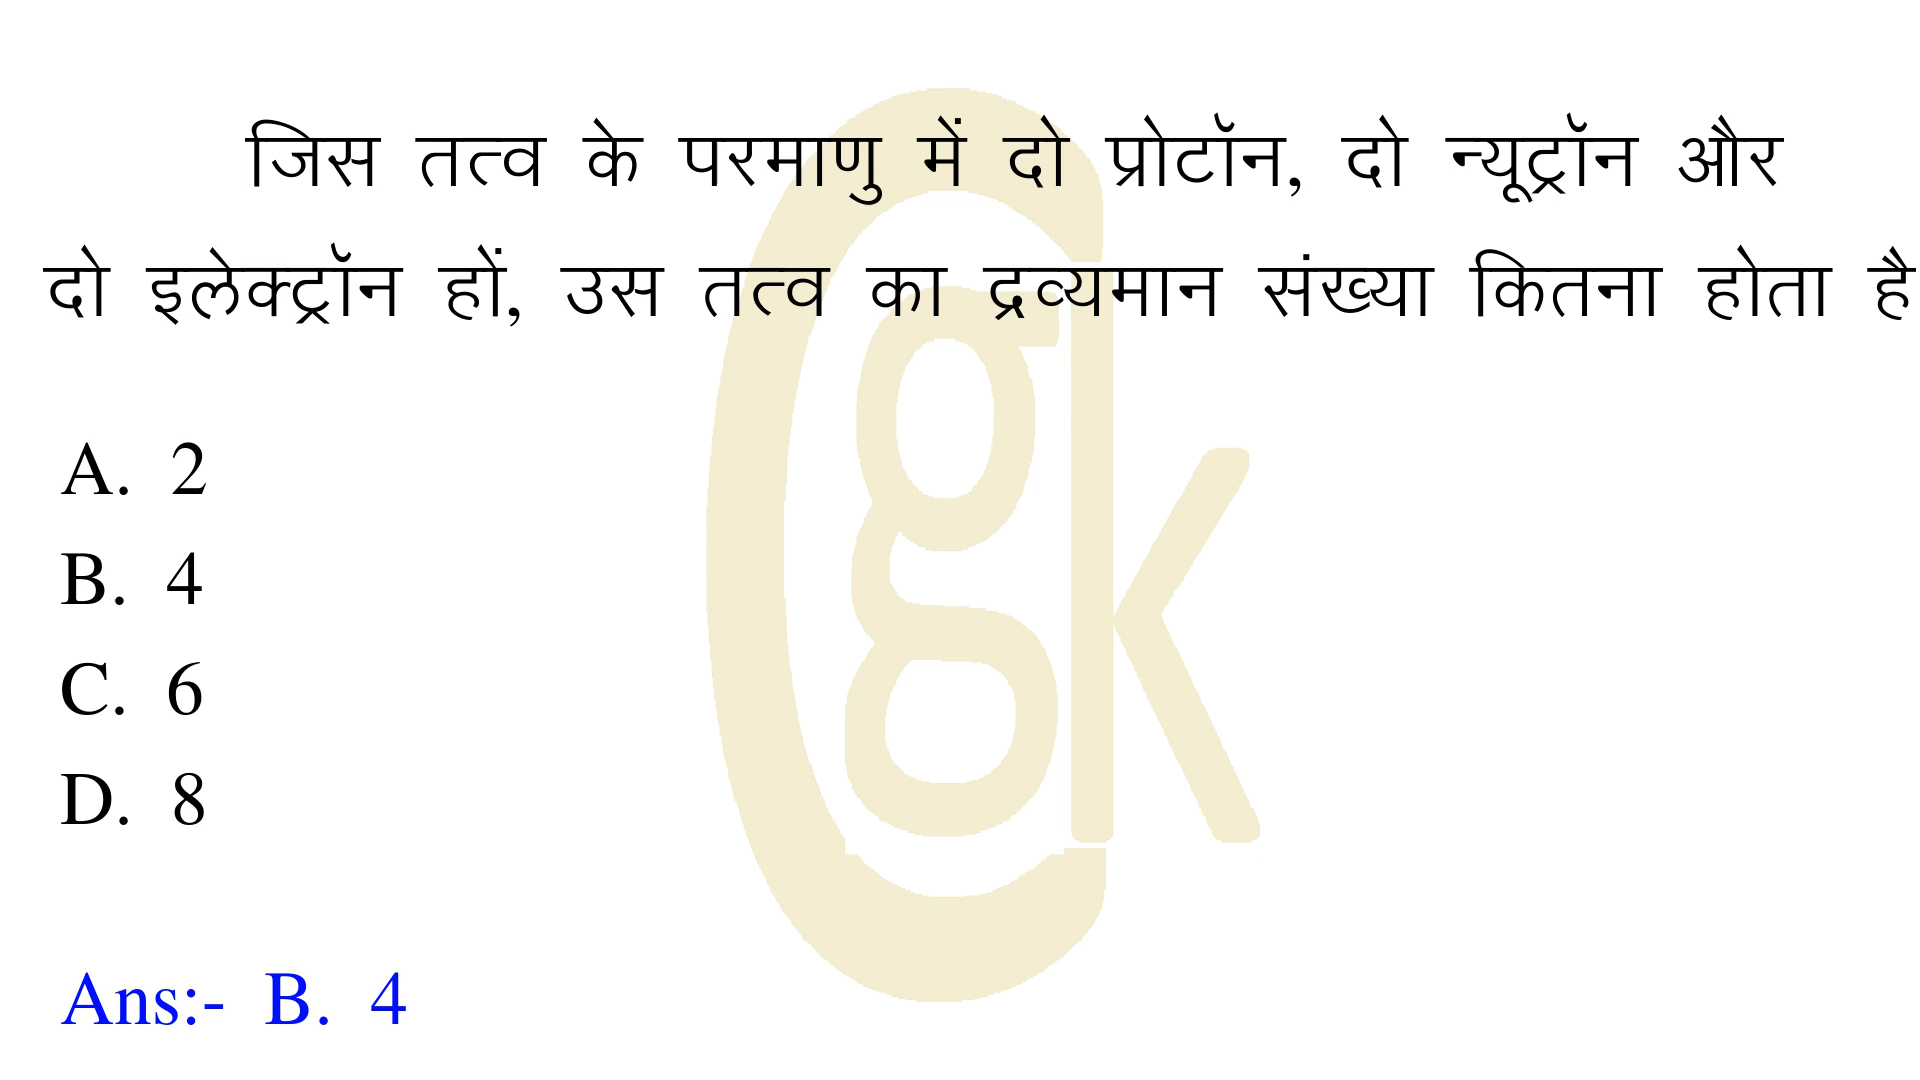 जिस तत्व के परमाणु में दो प्रोटॉन, दो न्यूट्रॉन और
दो इलेक्ट्रॉन हों, उस तत्व का द्रव्यमान संख्या कितना होता है
A. 2
B. 4
C. 6
D. 8
Ans:- B. 4